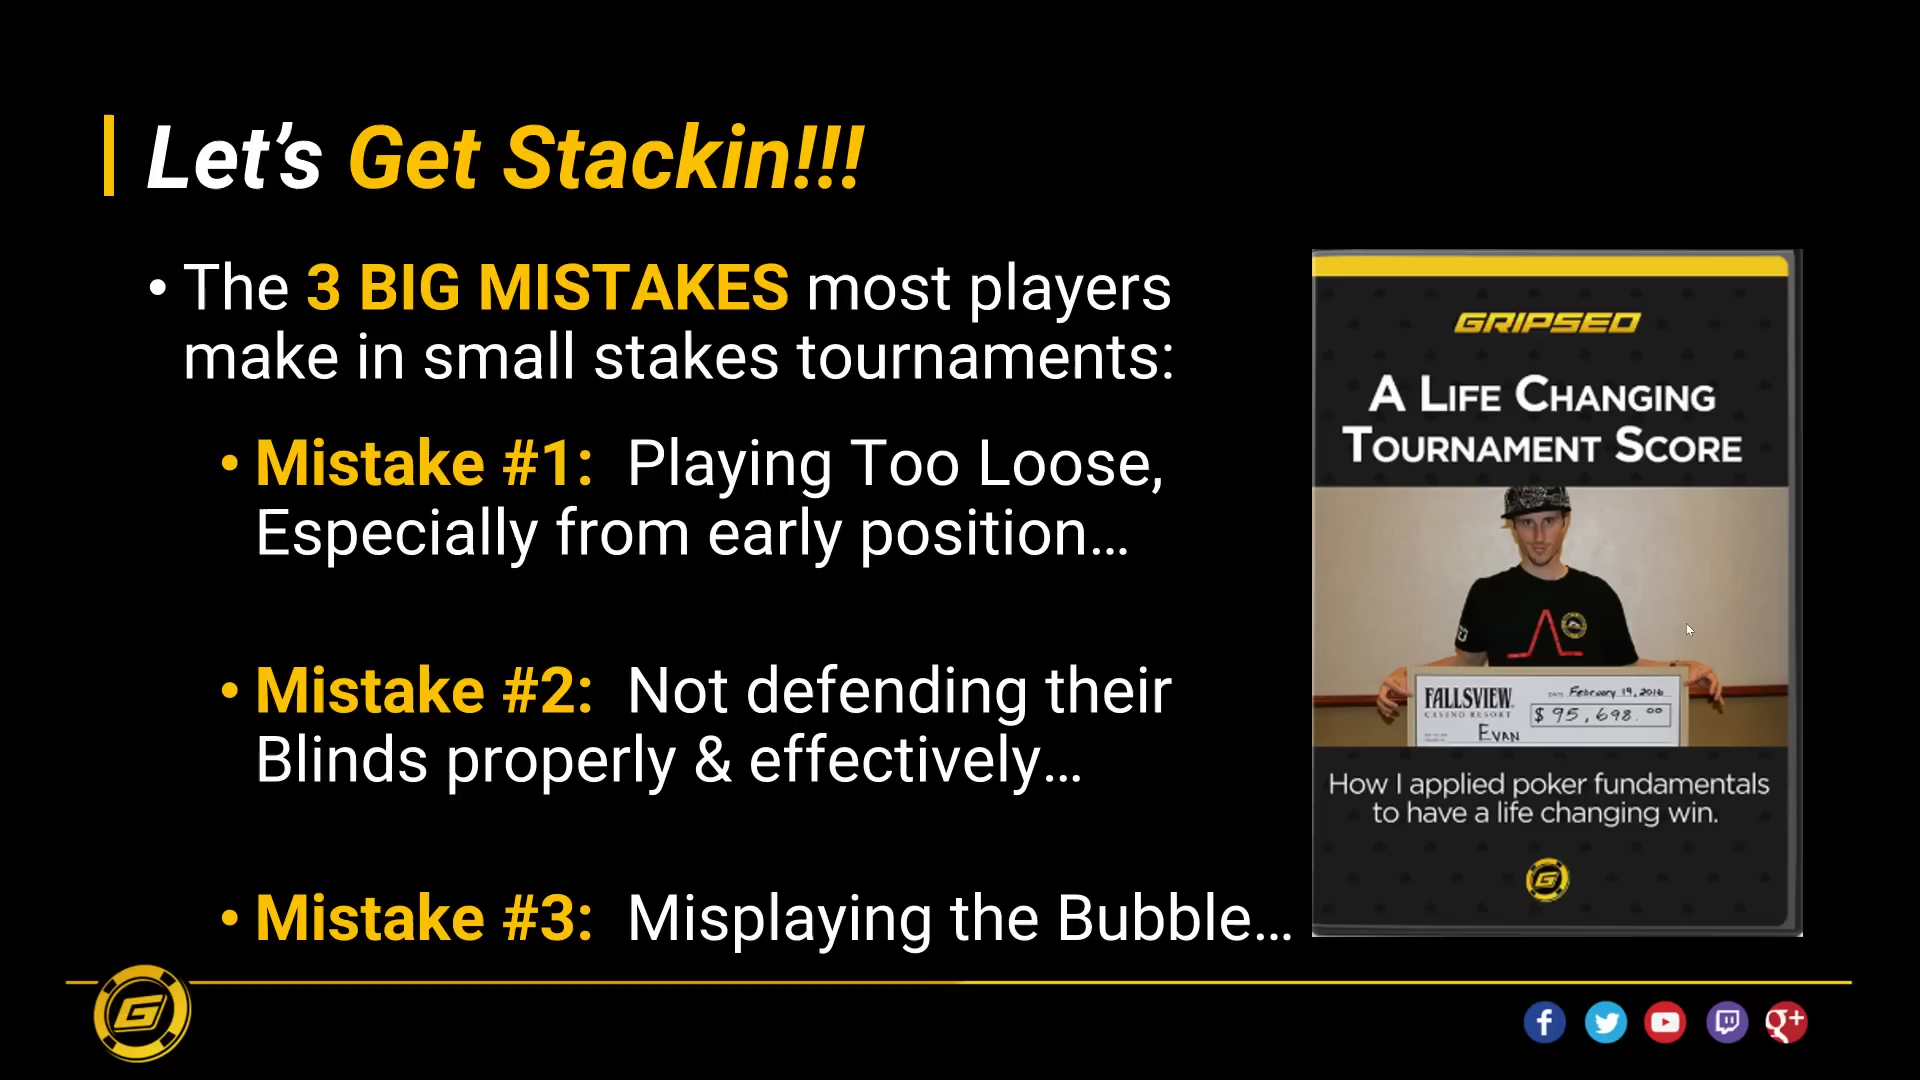 Let’s Get Stackin!!!
• The 3 BIG MISTAKES most players
make in small stakes tournaments:
• Mistake #1: Playing Too Loose,
Especially from early position…
• Mistake #2: Not defending their
Blinds properly & effectively…
• Mistake #3: Misplaying the Bubble…
GRIPSED
A LIFE CHANGING
TOURNAMENT SCORE
FALLSVIEW
CASINO RESORT
DATE February 19, 2016
$ 95,698.00
EVAN
How I applied poker fundamentals
to have a life changing win.
G
G
f
g+